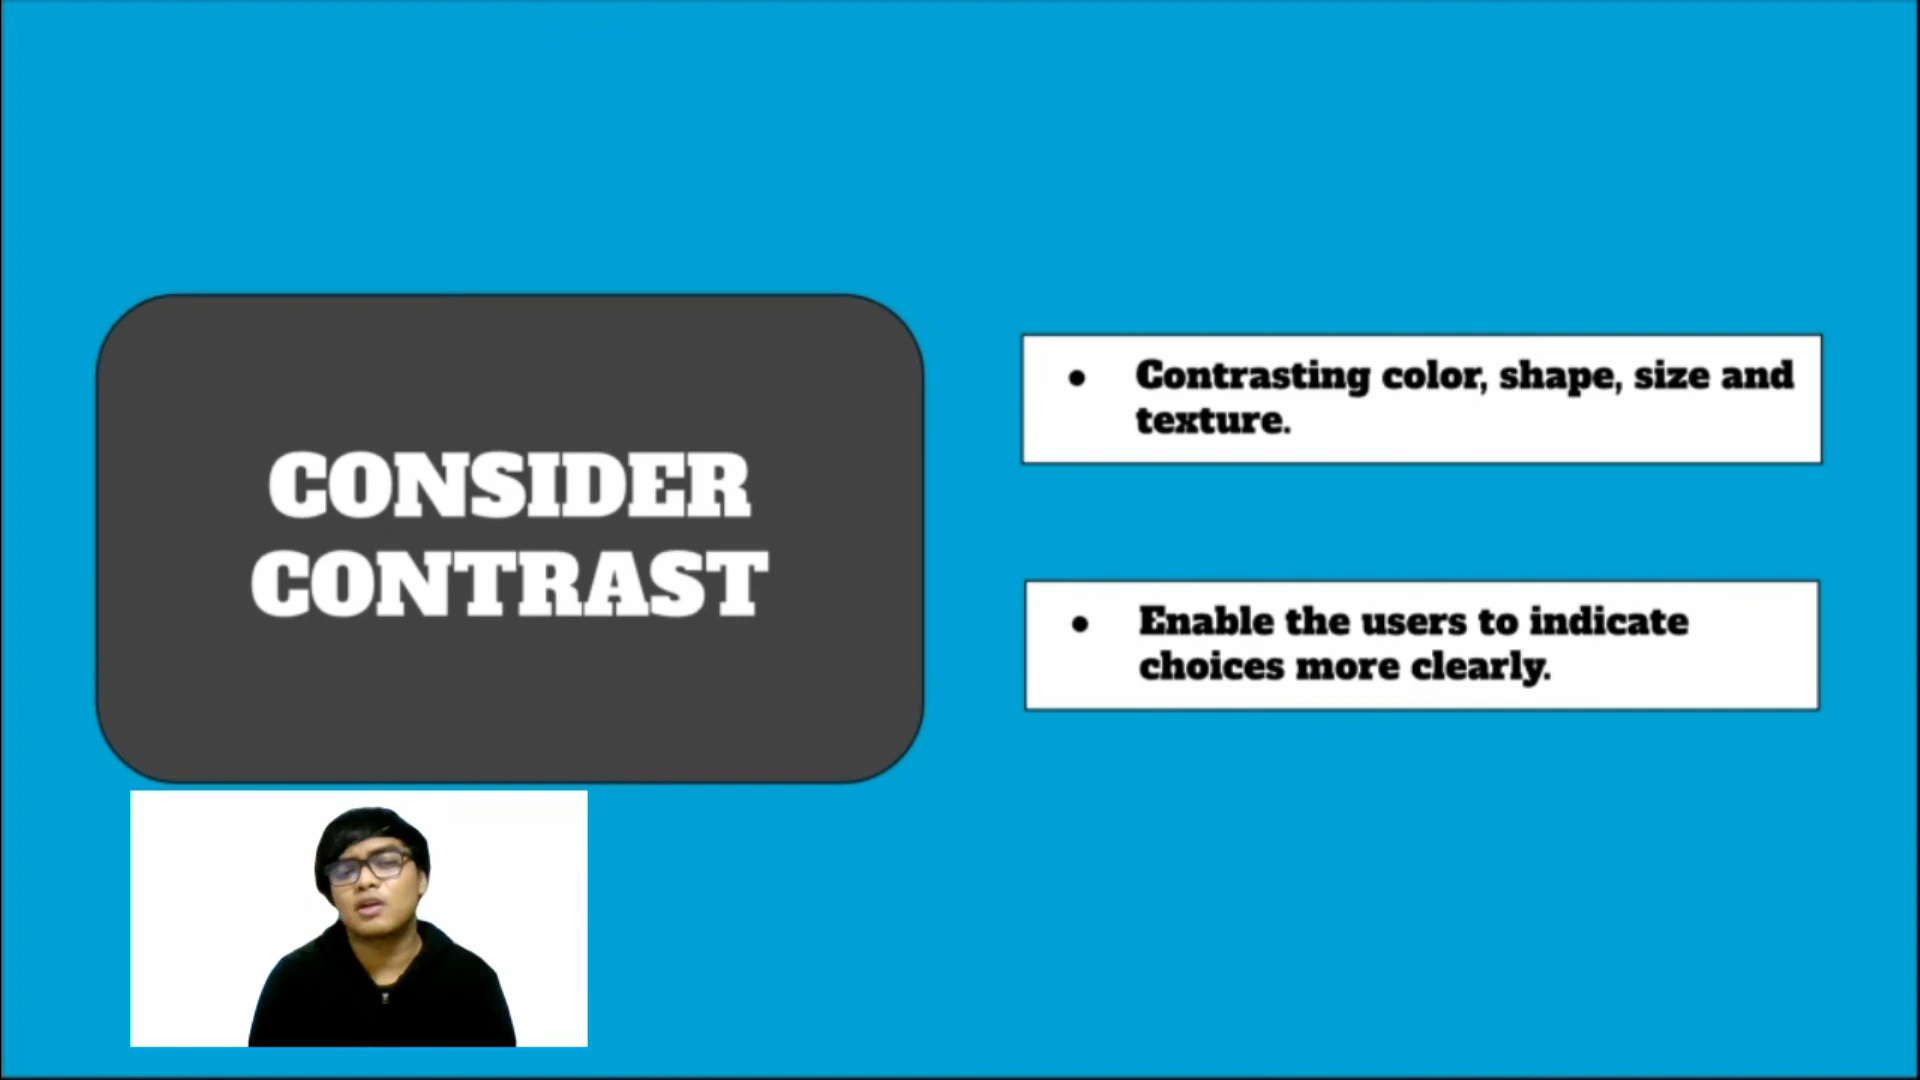 CONSIDER
CONTRAST
● Contrasting color, shape, size and
texture.
● Enable the users to indicate
choices more clearly.